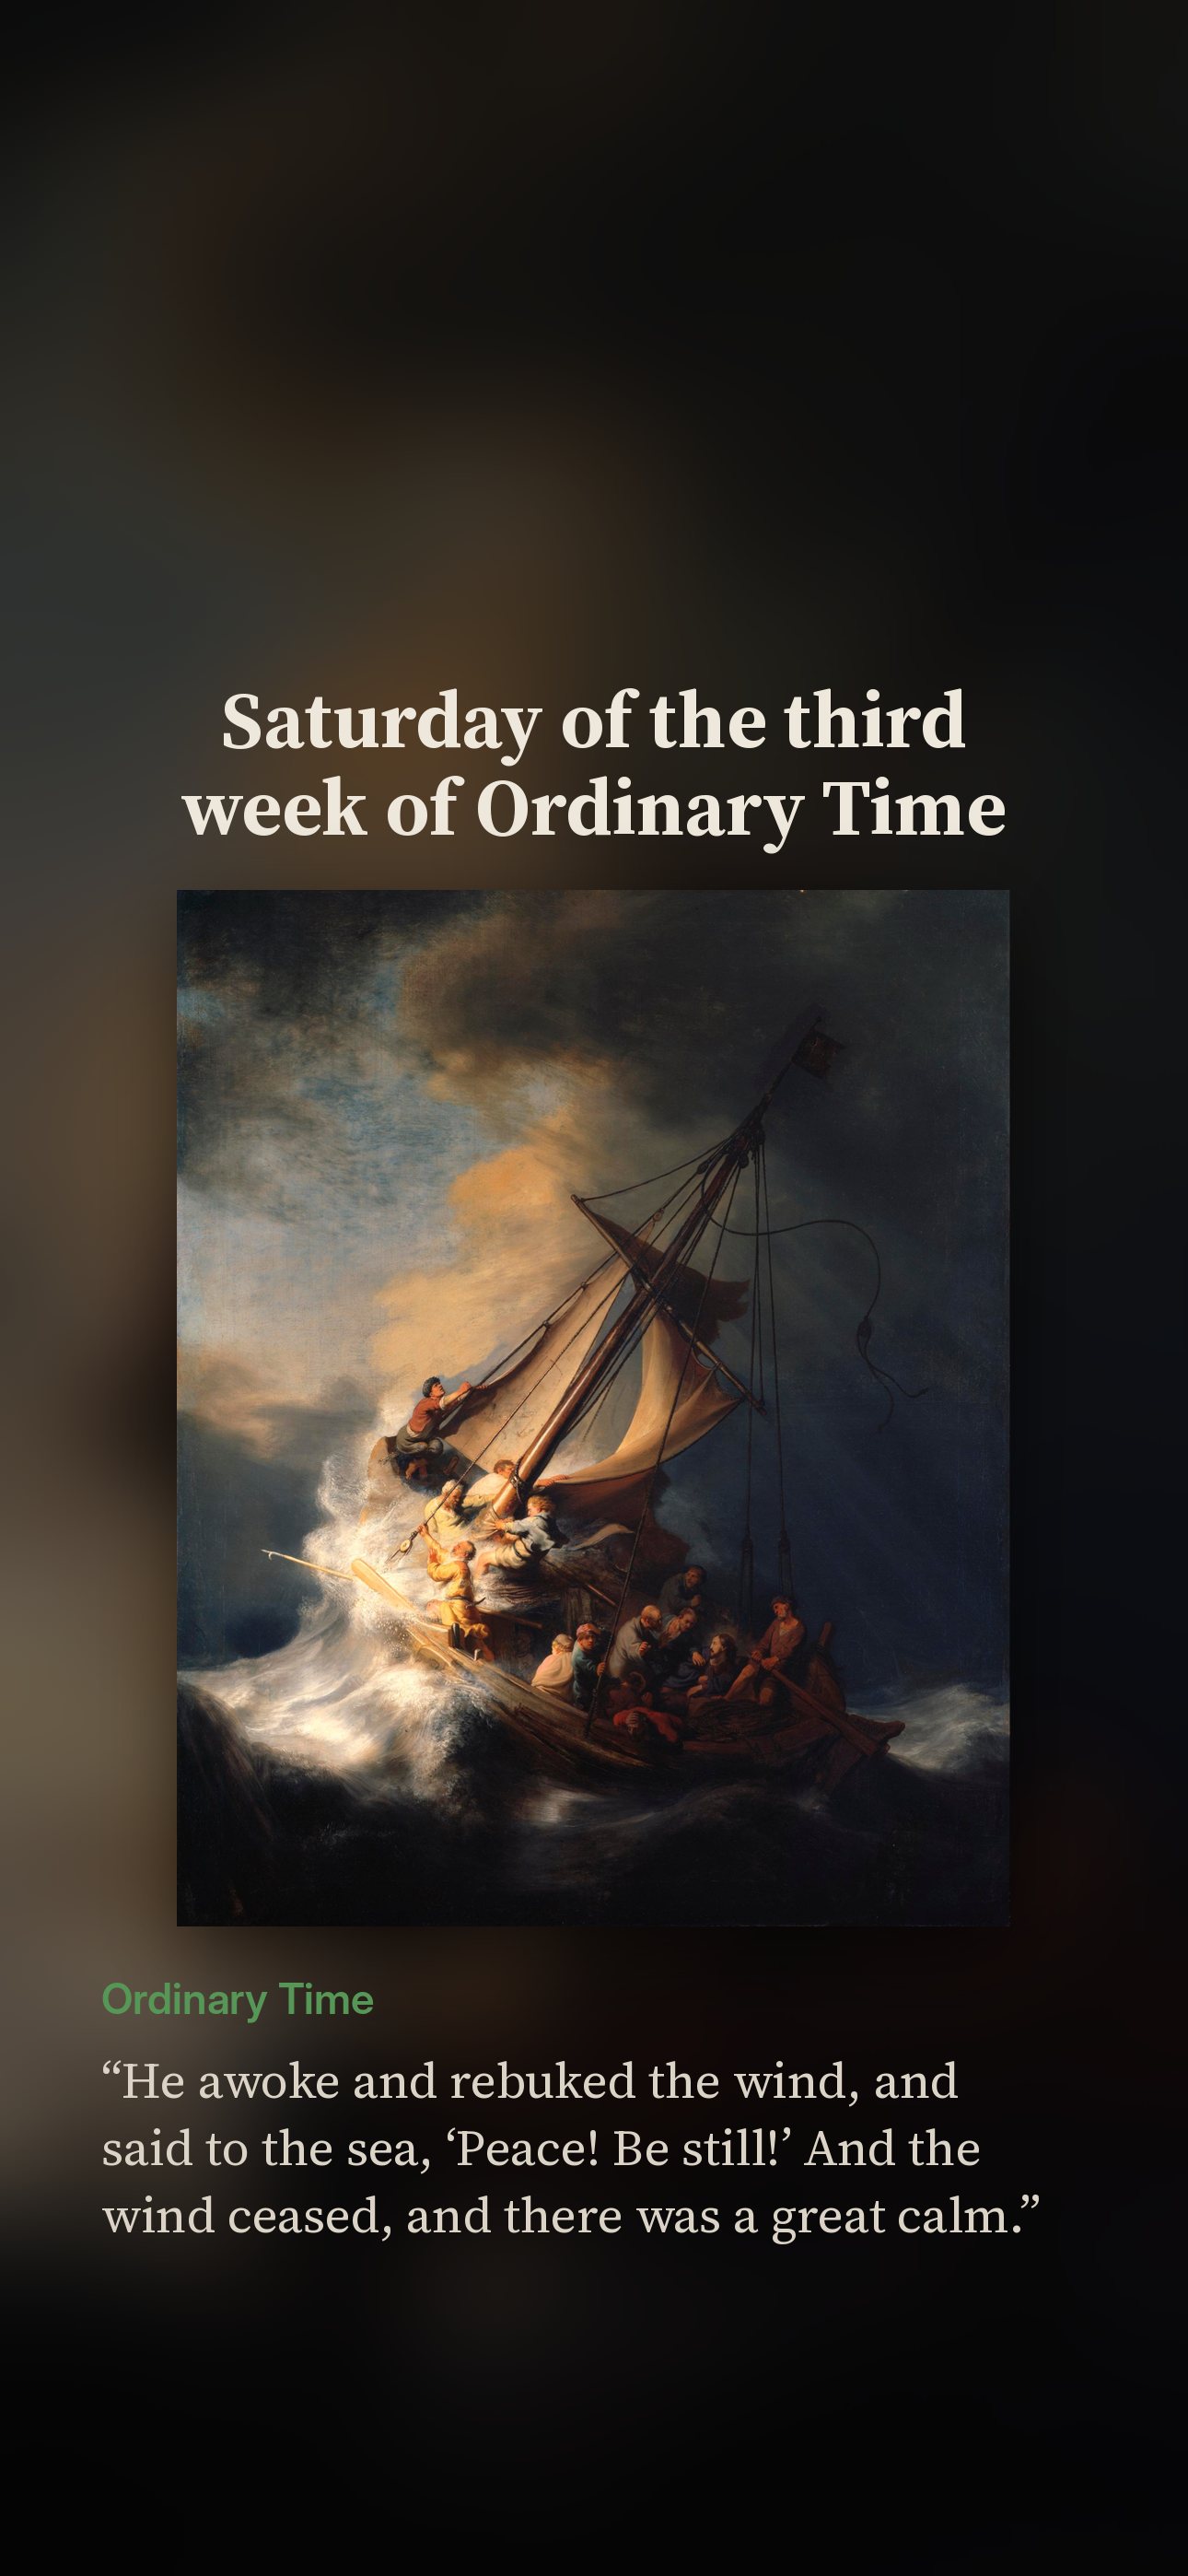 Saturday of the third
week of Ordinary Time
Ordinary Time
“He awoke and rebuked the wind, and
said to the sea, ‘Peace! Be still!’ And the
wind ceased, and there was a great calm.”